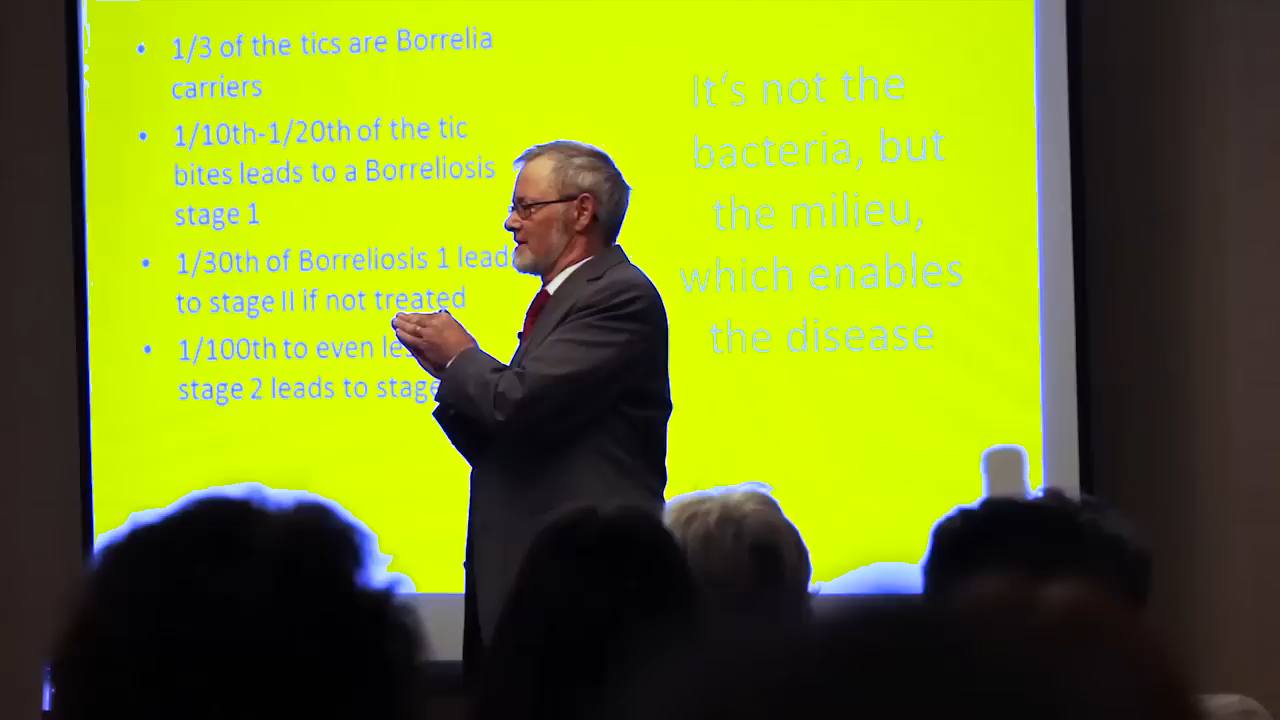 • 1/3 of the tics are Borrelia
carriers
• 1/10th-1/20th of the tic
bites leads to a Borreliosis
stage 1
• 1/30th of Borreliosis 1 lead
to stage II if not treated
• 1/100th to even
stage 2 leads to stage
It's not the
bacteria, but
the milieu,
which enables
the disease